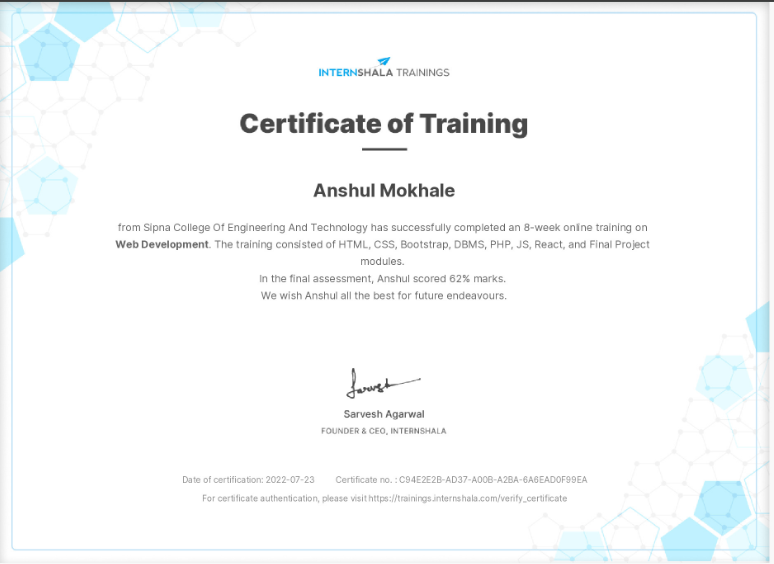 INTERNSHALA TRAININGS
Certificate of Training
Anshul Mokhale
from Sipna College Of Engineering And Technology has successfully completed an 8-week online training on
Web Development. The training consisted of HTML, CSS, Bootstrap, DBMS, PHP, JS, React, and Final Project
modules.
In the final assessment, Anshul scored 62% marks.
We wish Anshul all the best for future endeavours.
Sarvesh
Sarvesh Agarwal
FOUNDER & CEO, INTERNSHALA
Date of certification: 2022-07-23 Certificate no. : C94E2E2B-AD37-A00B-A2BA-6A6EAD0F99EA
For certificate authentication, please visit https://trainings.internshala.com/verify_certificate